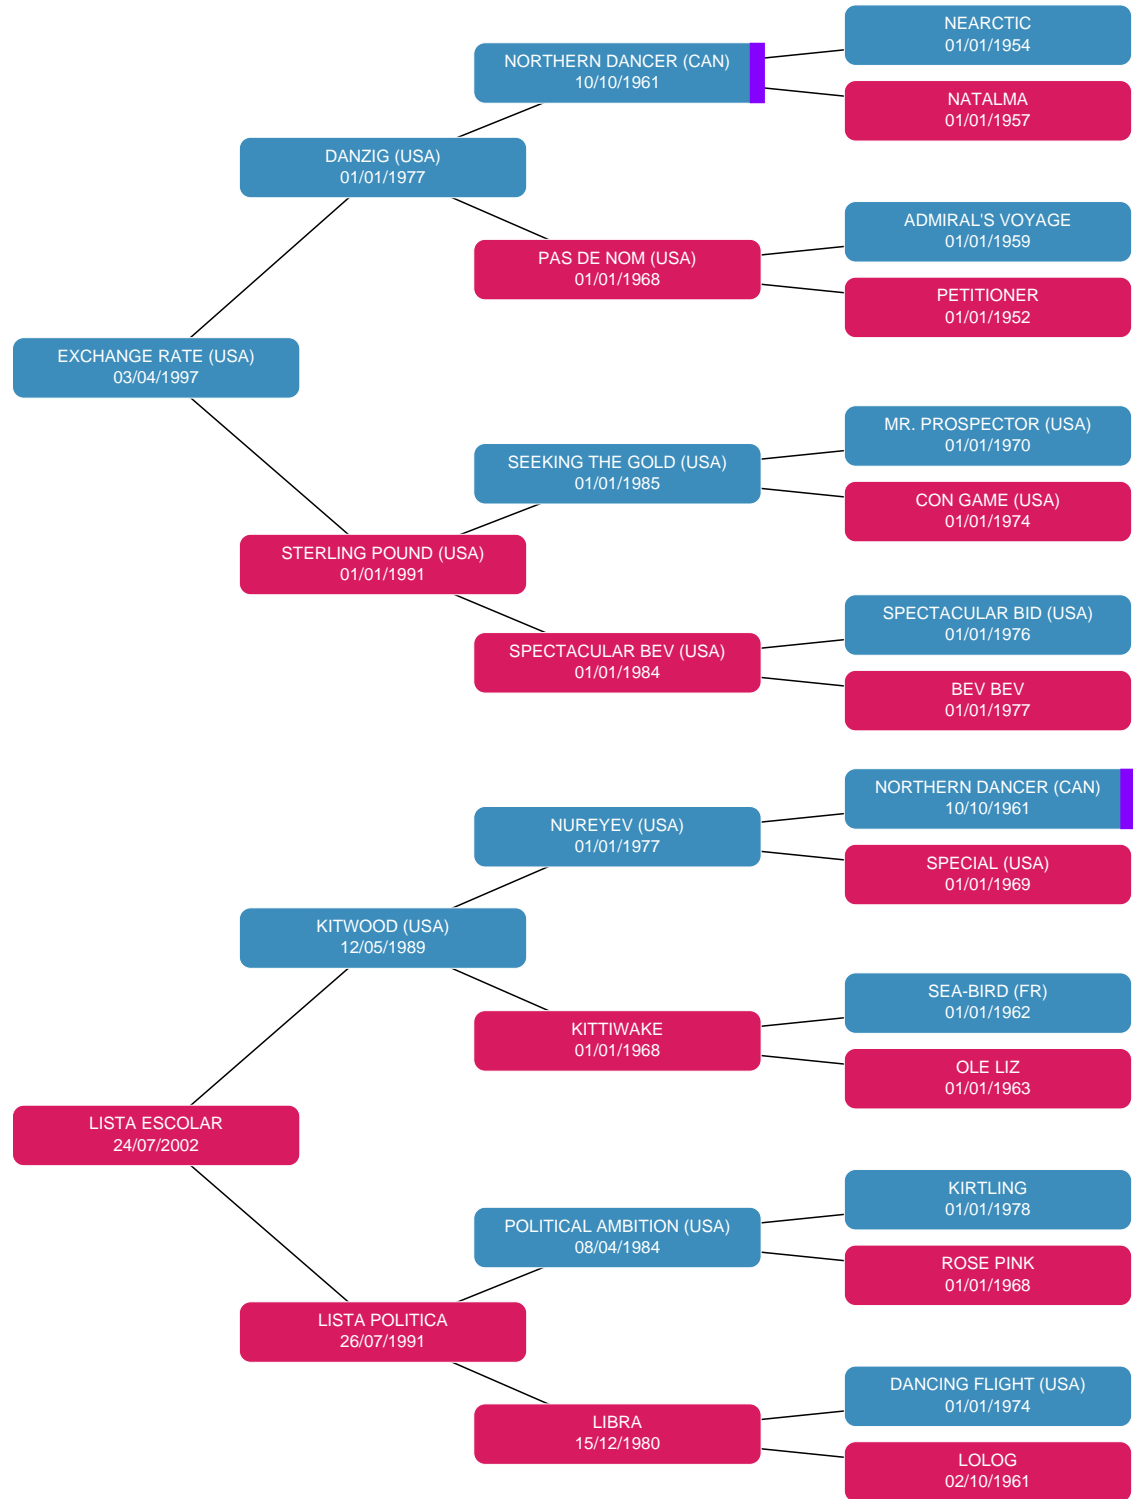 NEARCTIC
01/01/1954
NORTHERN DANCER (CAN)
10/10/1961
NATALMA
01/01/1957
DANZIG (USA)
01/01/1977
ADMIRAL'S VOYAGE
01/01/1959
PAS DE NOM (USA)
01/01/1968
PETITIONER
01/01/1952
EXCHANGE RATE (USA)
03/04/1997
MR. PROSPECTOR (USA)
01/01/1970
SEEKING THE GOLD (USA)
01/01/1985
CON GAME (USA)
01/01/1974
STERLING POUND (USA)
01/01/1991
SPECTACULAR BID (USA)
01/01/1976
SPECTACULAR BEV (USA)
01/01/1984
BEV BEV
01/01/1977
NORTHERN DANCER (CAN)
10/10/1961
NUREYEV (USA)
01/01/1977
SPECIAL (USA)
01/01/1969
KITWOOD (USA)
12/05/1989
SEA-BIRD (FR)
01/01/1962
KITTIWAKE
01/01/1968
OLE LIZ
01/01/1963
LISTA ESCOLAR
24/07/2002
KIRTLING
01/01/1978
POLITICAL AMBITION (USA)
08/04/1984
ROSE PINK
01/01/1968
LISTA POLITICA
26/07/1991
DANCING FLIGHT (USA)
01/01/1974
LIBRA
15/12/1980
LOLOG
02/10/1961